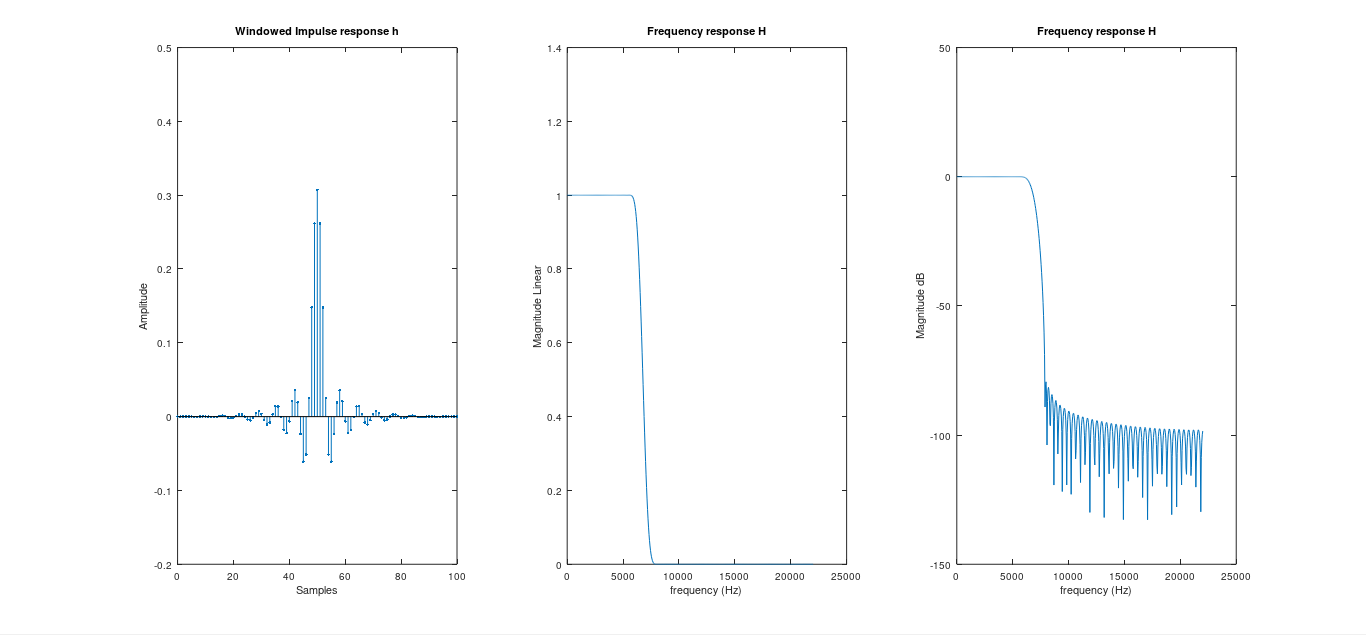 Windowed Impulse response h
0.5
0.4
0.3
0.2
0.1
0
-0.1
-0.2
Amplitude
0 20 40 60 80 100
Samples
Frequency response H
1.4
1.2
1
0.8
0.6
0.4
0.2
0
Magnitude Linear
0 5000 10000 15000 20000 25000
frequency (Hz)
Frequency response H
50
0
-50
-100
-150
Magnitude dB
0 5000 10000 15000 20000 25000
frequency (Hz)